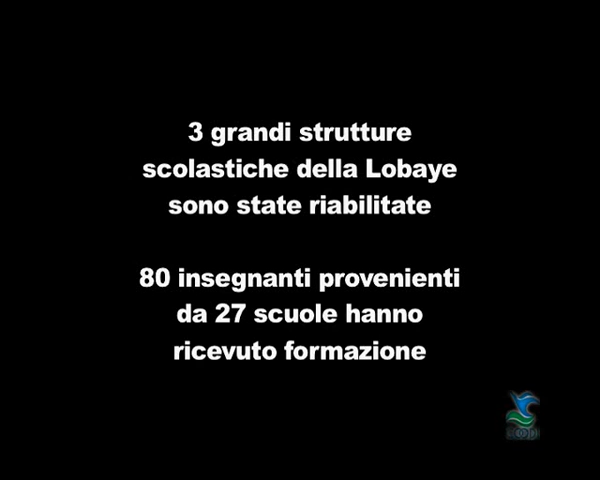 3 grandi strutture
scolastiche della Lobaye
sono state riabilitate
80 insegnanti provenienti
da 27 scuole hanno
ricevuto formazione